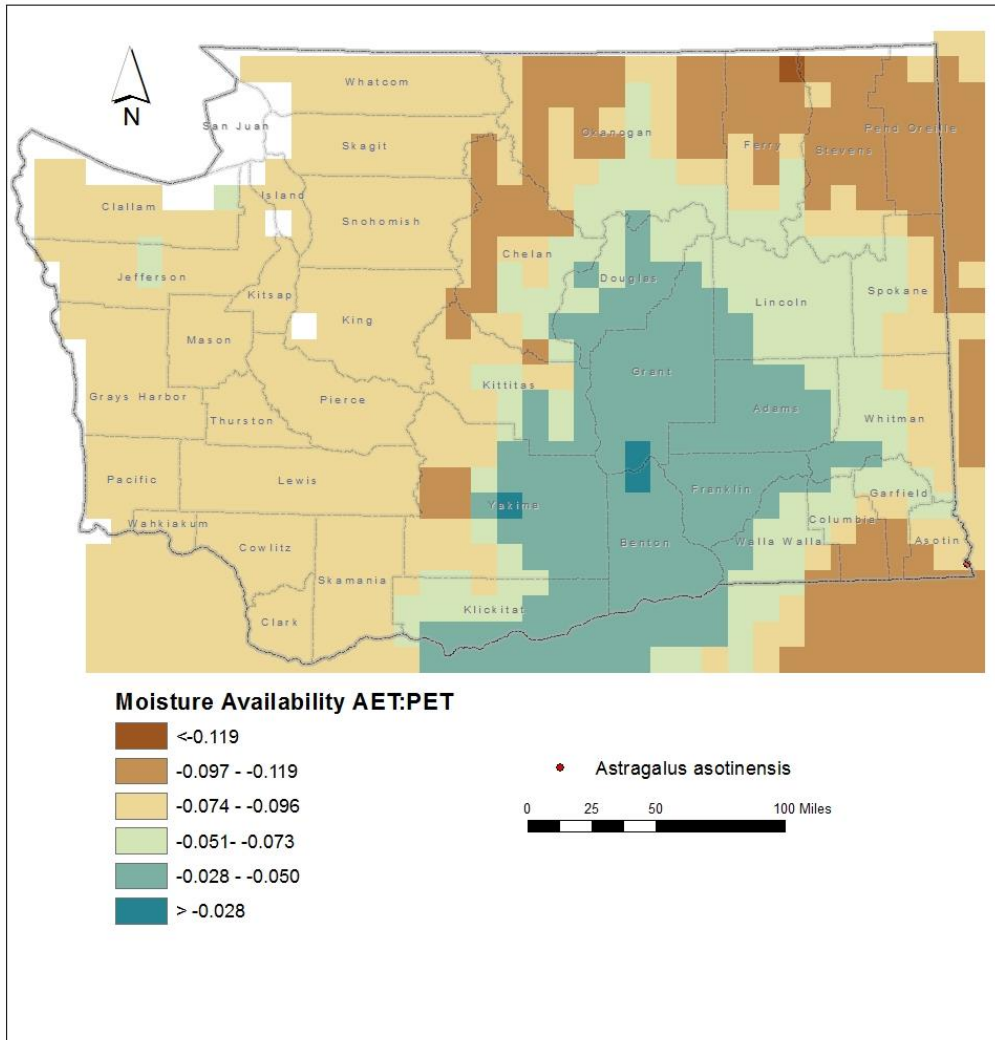 N
Whatcom
San Juan
Skagit
Okanogan
Ferry
Stevens
Pend Oreille
Clallam
Island
Snohomish
Chelan
Jefferson
Kitsap
Douglas
Lincoln
Spokane
King
Mason
Grant
Kittitas
Grays Harbor
Pierce
Thurston
Adams
Whitman
Pacific
Lewis
Yakima
Franklin
Garfield
Columbia
Wahkiakum
Cowlitz
Benton
Walla Walla
Asotin
Skamania
Klickitat
Clark
Moisture Availability AET:PET
<-0.119
-0.097 - -0.119
-0.074 - -0.096
-0.051- -0.073
-0.028 - -0.050
> -0.028
Astragalus asotinensis
0 25 50 100 Miles